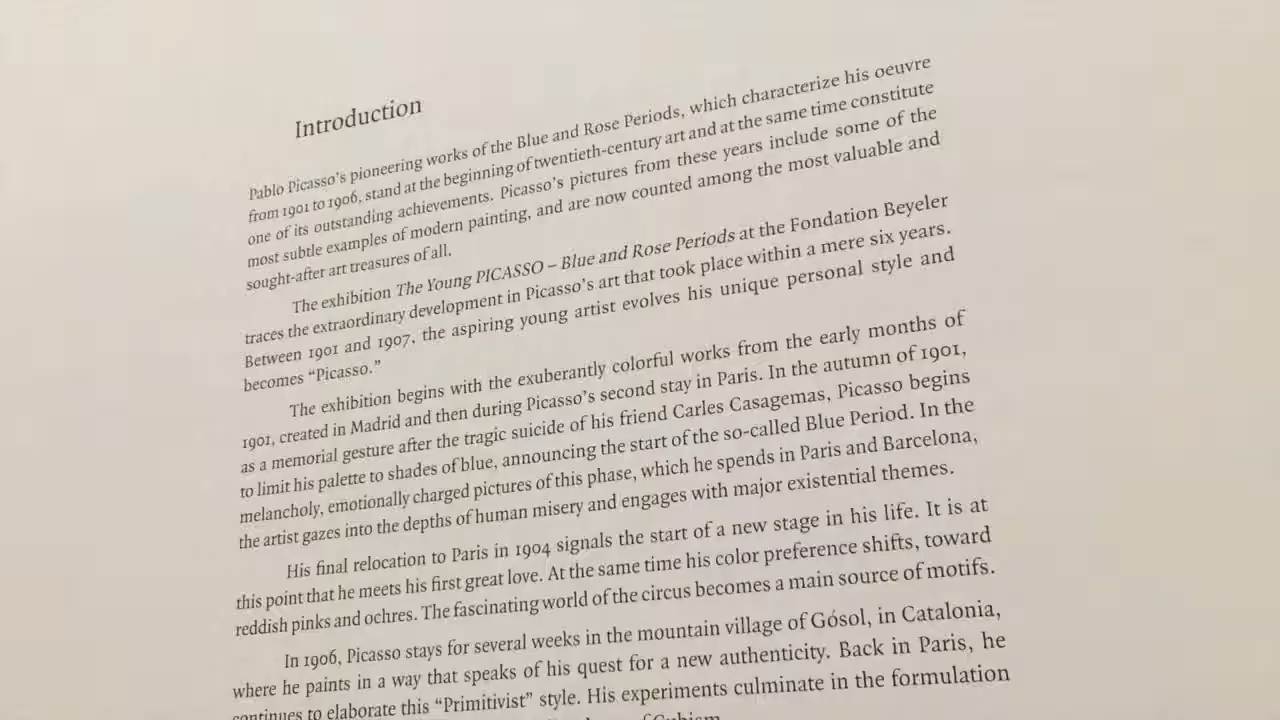 Introduction
Pablo Picasso's pioneering works of the Blue and Rose Periods, which characterize his oeuvre
from 1901 to 1906, stand at the beginning of twentieth-century art and at the same time constitute
one of its outstanding achievements. Picasso's pictures from these years include some of the
most subtle examples of modern painting, and are now counted among the most valuable and
sought-after art treasures of all.
The exhibition The Young PICASSO – Blue and Rose Periods at the Fondation Beyeler
traces the extraordinary development in Picasso's art that took place within a mere six years.
Between 1901 and 1907, the aspiring young artist evolves his unique personal style and
becomes “Picasso.”
The exhibition begins with the exuberantly colorful works from the early months of
1901, created in Madrid and then during Picasso's second stay in Paris. In the autumn of 1901,
as a memorial gesture after the tragic suicide of his friend Carles Casagemas, Picasso begins
to limit his palette to shades of blue, announcing the start of the so-called Blue Period. In the
melancholy, emotionally charged pictures of this phase, which he spends in Paris and Barcelona,
the artist gazes into the depths of human misery and engages with major existential themes.
His final relocation to Paris in 1904 signals the start of a new stage in his life. It is at
this point that he meets his first great love. At the same time his color preference shifts, toward
reddish pinks and ochres. The fascinating world of the circus becomes a main source of motifs.
In 1906, Picasso stays for several weeks in the mountain village of Gósol, in Catalonia,
where he paints in a way that speaks of his quest for a new authenticity. Back in Paris, he
continues to elaborate this “Primitivist” style. His experiments culminate in the formulation
of Cubism